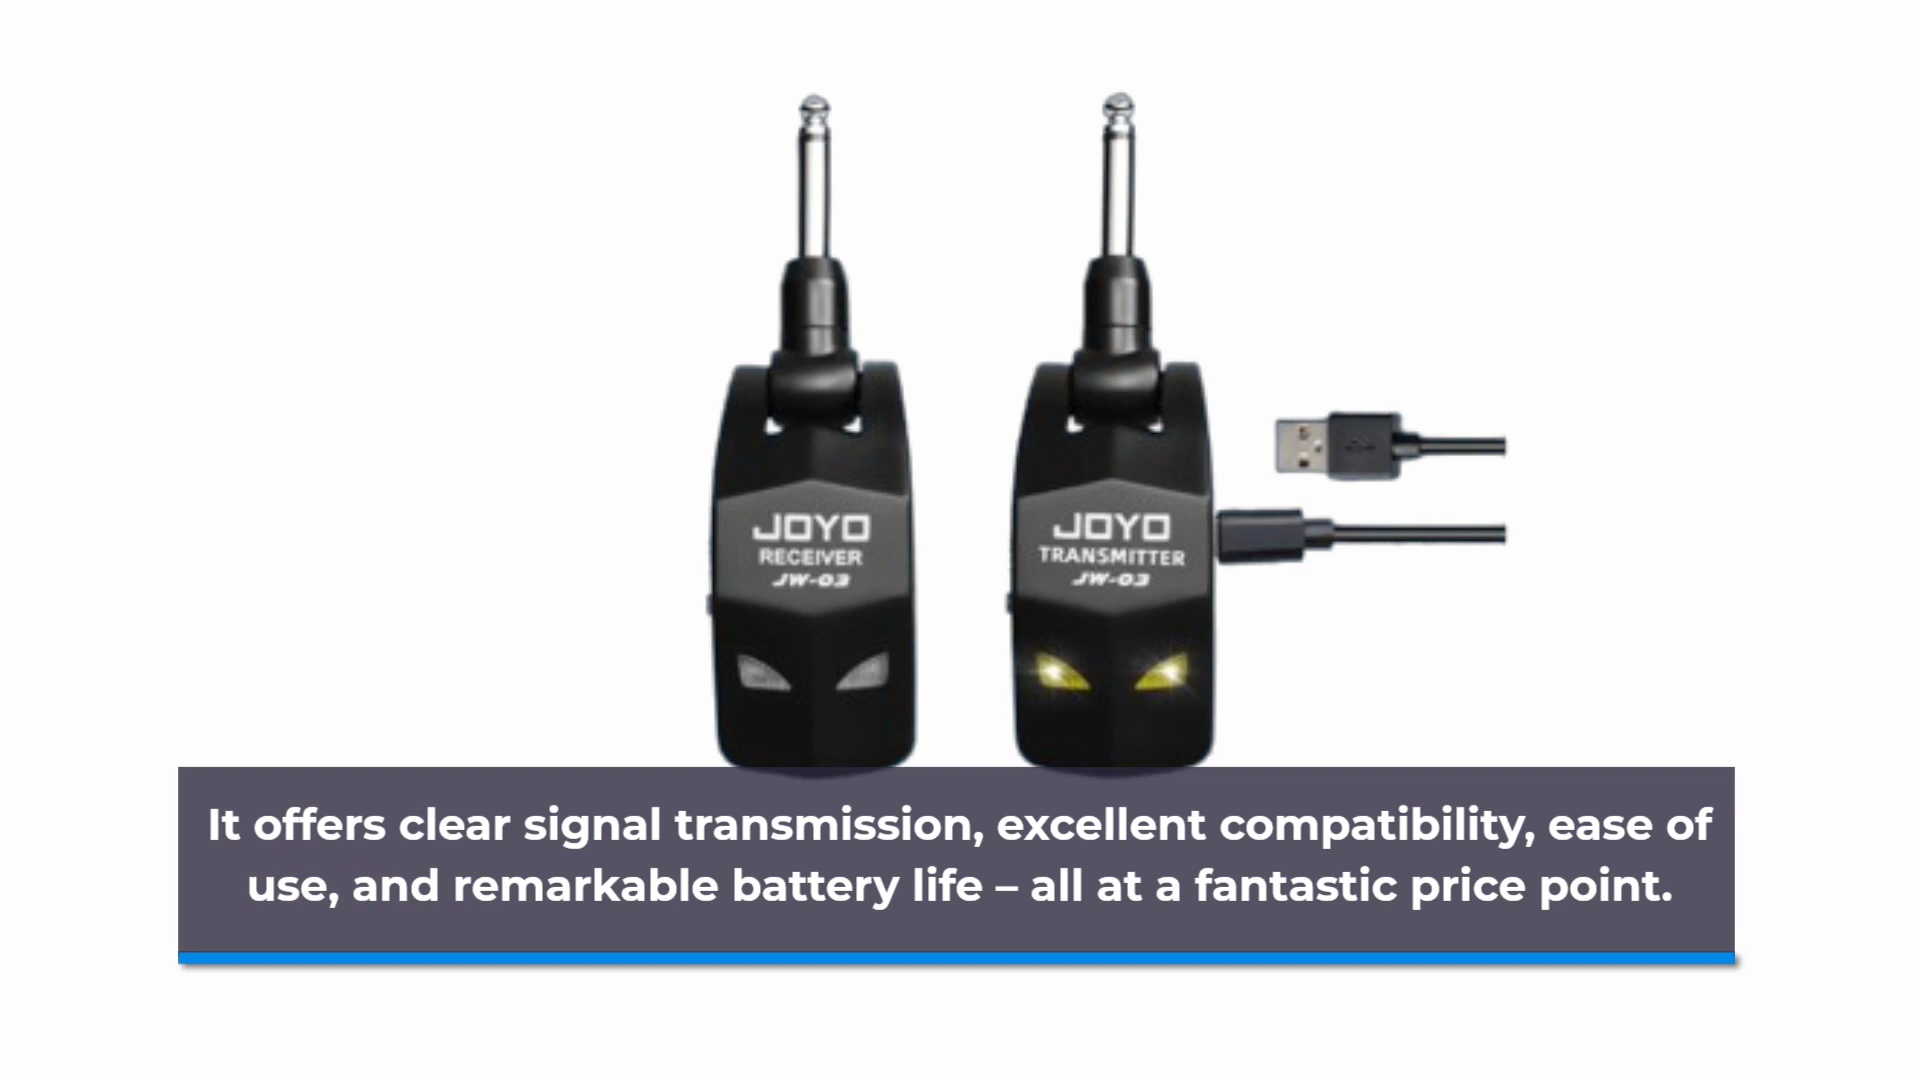 JOYO
RECEIVER
JW-03
JOYO
TRANSMITTER
JW-03
It offers clear signal transmission, excellent compatibility, ease of
use, and remarkable battery life – all at a fantastic price point.